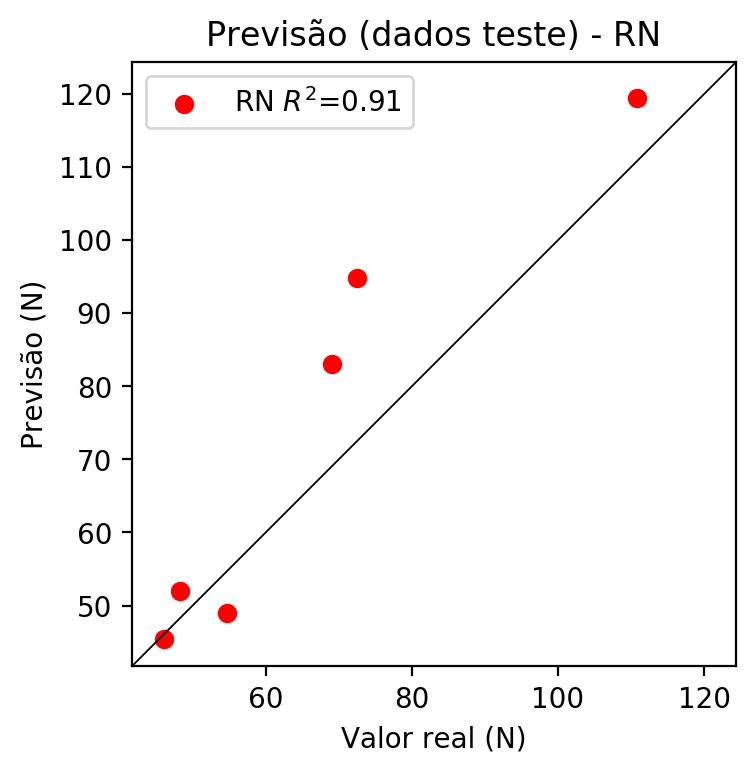 Previsão (dados teste) - RN
RN R²=0.91
120
110
100
90
80
70
60
50
Previsão (N)
60 80 100 120
Valor real (N)